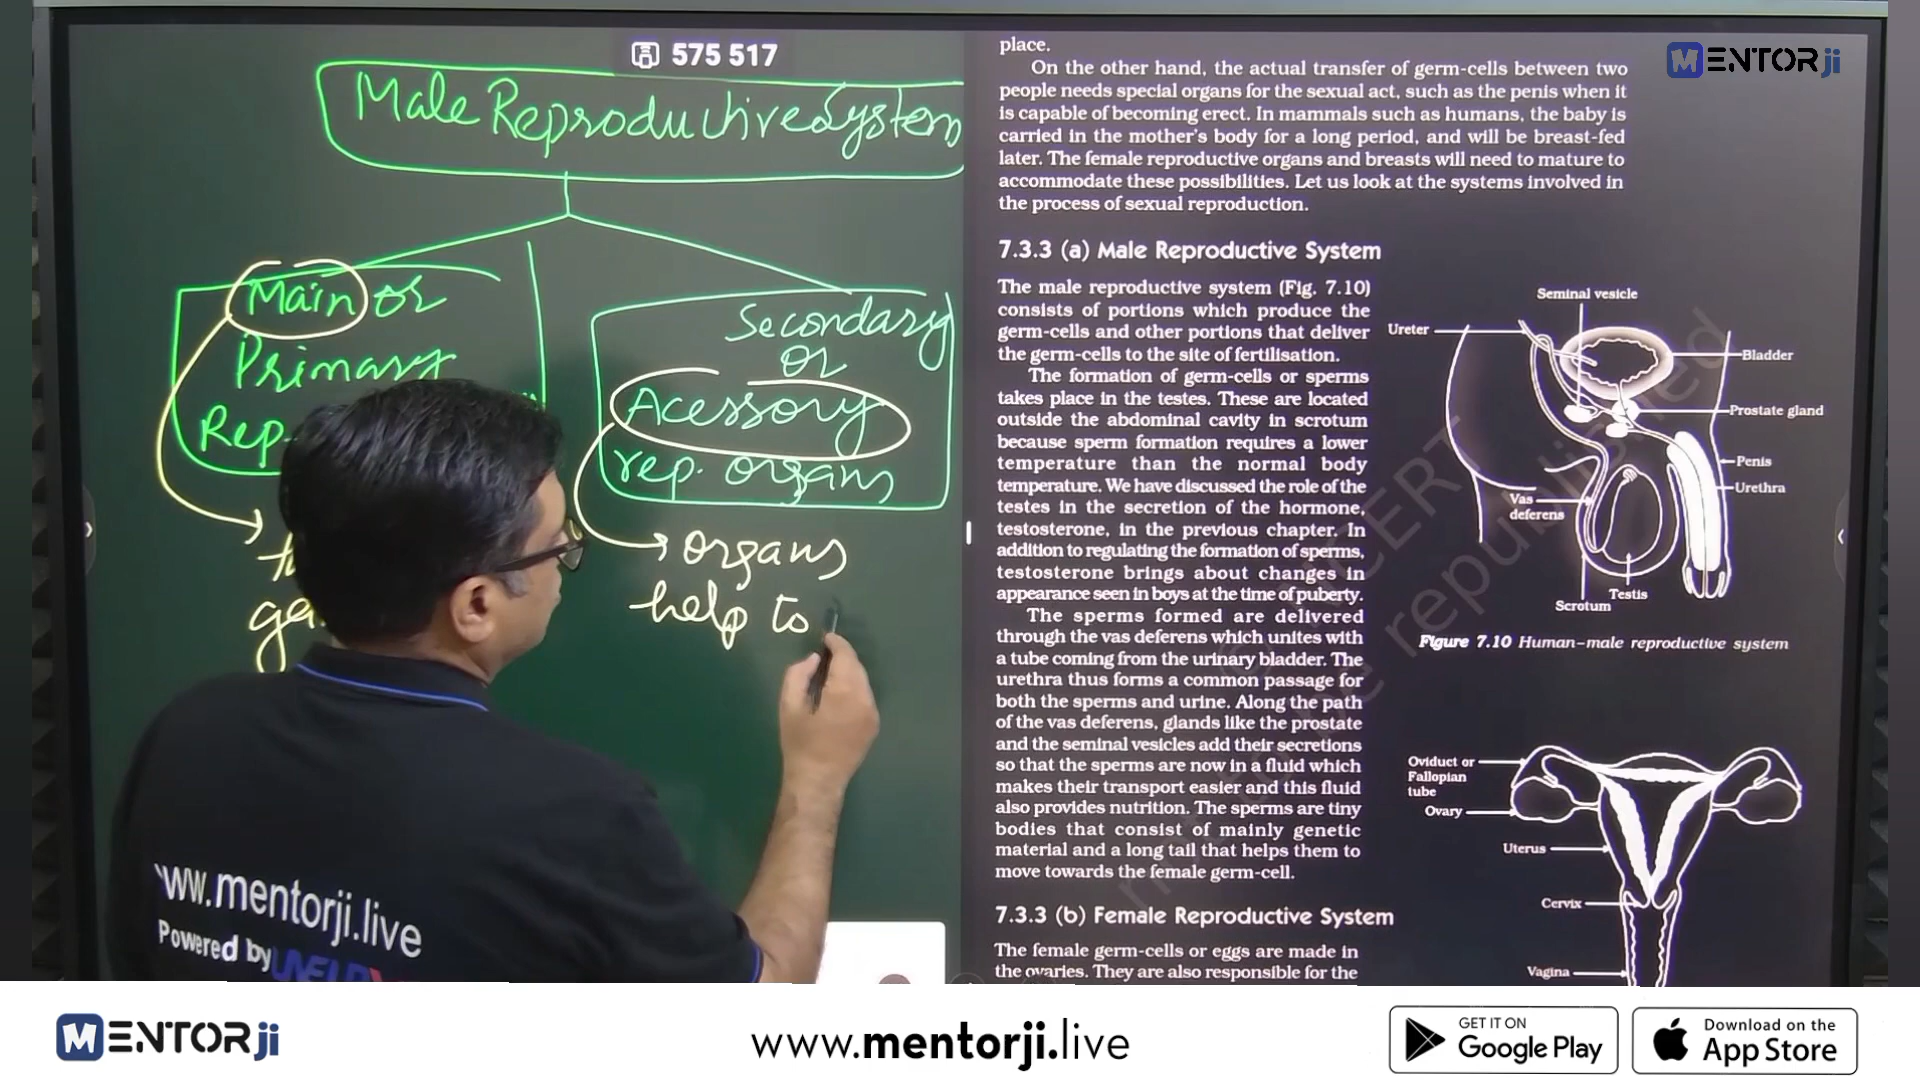 575 517
Male Reproductive System
Main or
Primary
Rep.
Secondary
or
Acessory
rep. organs
organs
help to
MENTORji
place.
On the other hand, the actual transfer of germ-cells between two
people needs special organs for the sexual act, such as the penis when it
is capable of becoming erect. In mammals such as humans, the baby is
carried in the mother's body for a long period, and will be breast-fed
later. The female reproductive organs and breasts will need to mature to
accommodate these possibilities. Let us look at the systems involved in
the process of sexual reproduction.
7.3.3 (a) Male Reproductive System
The male reproductive system (Fig. 7.10)
consists of portions which produce the
germ-cells and other portions that deliver
the germ-cells to the site of fertilisation.
The formation of germ-cells or sperms
takes place in the testes. These are located
outside the abdominal cavity in scrotum
because sperm formation requires a lower
temperature than the normal body
temperature. We have discussed the role of the
testes in the secretion of the hormone,
testosterone, in the previous chapter. In
addition to regulating the formation of sperms,
testosterone brings about changes in
appearance seen in boys at the time of puberty.
The sperms formed are delivered
through the vas deferens which unites with
a tube coming from the urinary bladder. The
urethra thus forms a common passage for
both the sperms and urine. Along the path
of the vas deferens, glands like the prostate
and the seminal vesicles add their secretions
so that the sperms are now in a fluid which
makes their transport easier and this fluid
also provides nutrition. The sperms are tiny
bodies that consist of mainly genetic
material and a long tail that helps them to
move towards the female germ-cell.
7.3.3 (b) Female Reproductive System
The female germ-cells or eggs are made in
the ovaries. They are also responsible for the
Seminal vesicle
Ureter
Bladder
Prostate gland
Penis
Urethra
Vas
deferens
Testis
Scrotum
Figure 7.10 Human-male reproductive system
Oviduct or
Fallopian
tube
Ovary
Uterus
Cervix
Vagina
ww.mentorji.live
Powered by
MENTORji
www.mentorji.live
GET IT ON
Google Play
Download on the
App Store